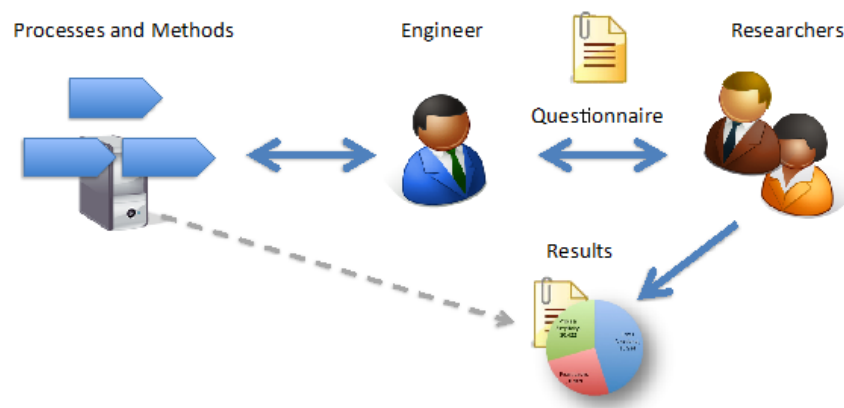 Processes and Methods
Engineer
Researchers
Questionnaire
Results